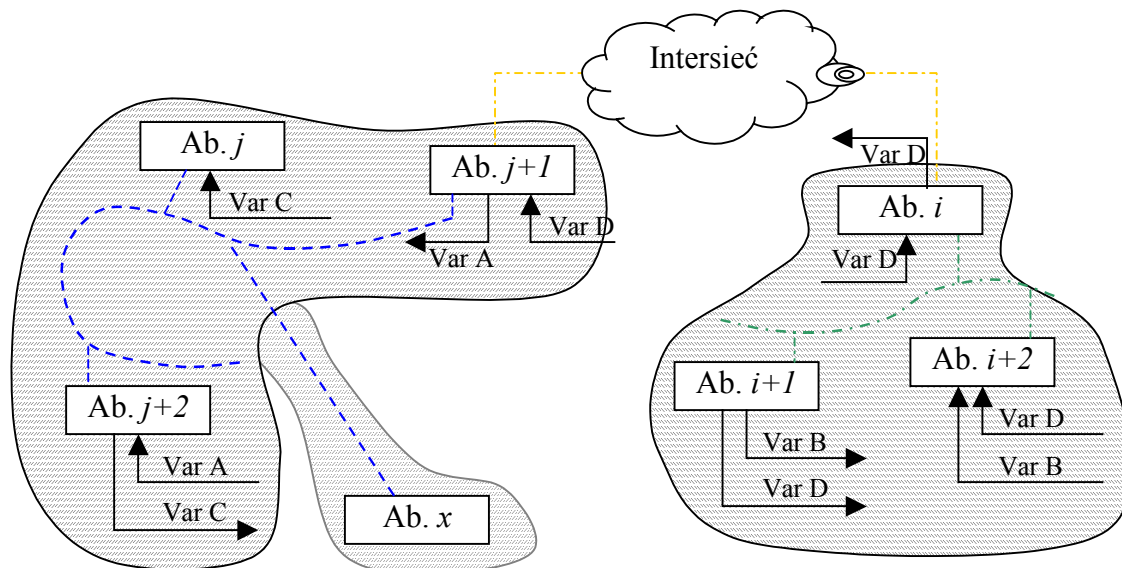 Intersieć
Ab. j
Var C
Ab. j+1
Var A
Var D
Ab. j+2
Var A
Var C
Ab. x
Var D
Ab. i
Var D
Ab. i+1
Var B
Var D
Ab. i+2
Var D
Var B